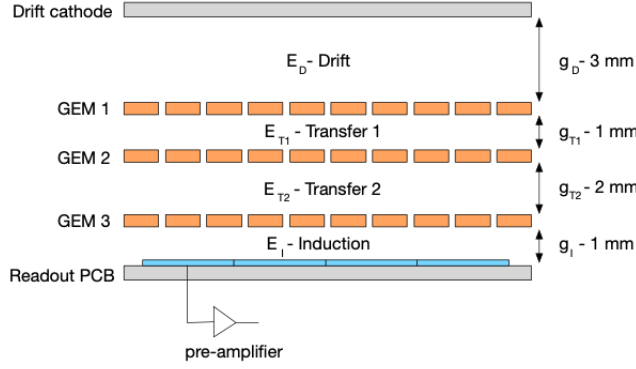 Drift cathode
E_D - Drift
g_D - 3 mm
GEM 1
E_T1 - Transfer 1
g_T1 - 1 mm
GEM 2
E_T2 - Transfer 2
g_T2 - 2 mm
GEM 3
E_I - Induction
g_I - 1 mm
Readout PCB
pre-amplifier